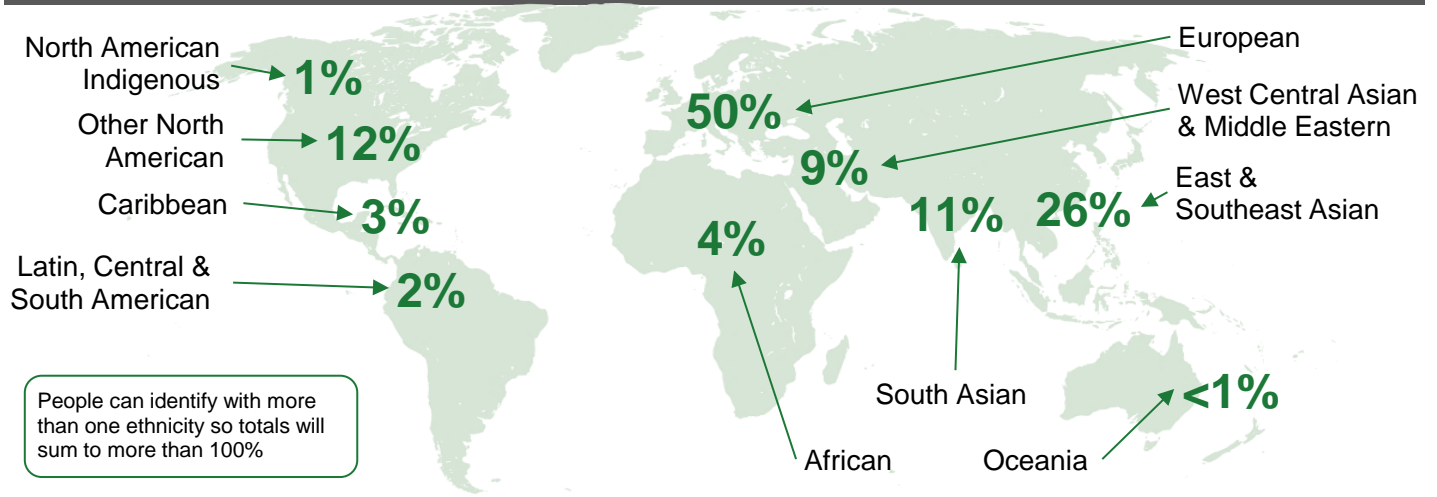 North American
Indigenous
1%
Other North
American
12%
Caribbean
3%
Latin, Central &
South American
2%
European
50%
West Central Asian
& Middle Eastern
9%
East &
Southeast Asian
26%
11%
South Asian
4%
African
<1%
Oceania
People can identify with more
than one ethnicity so totals will
sum to more than 100%